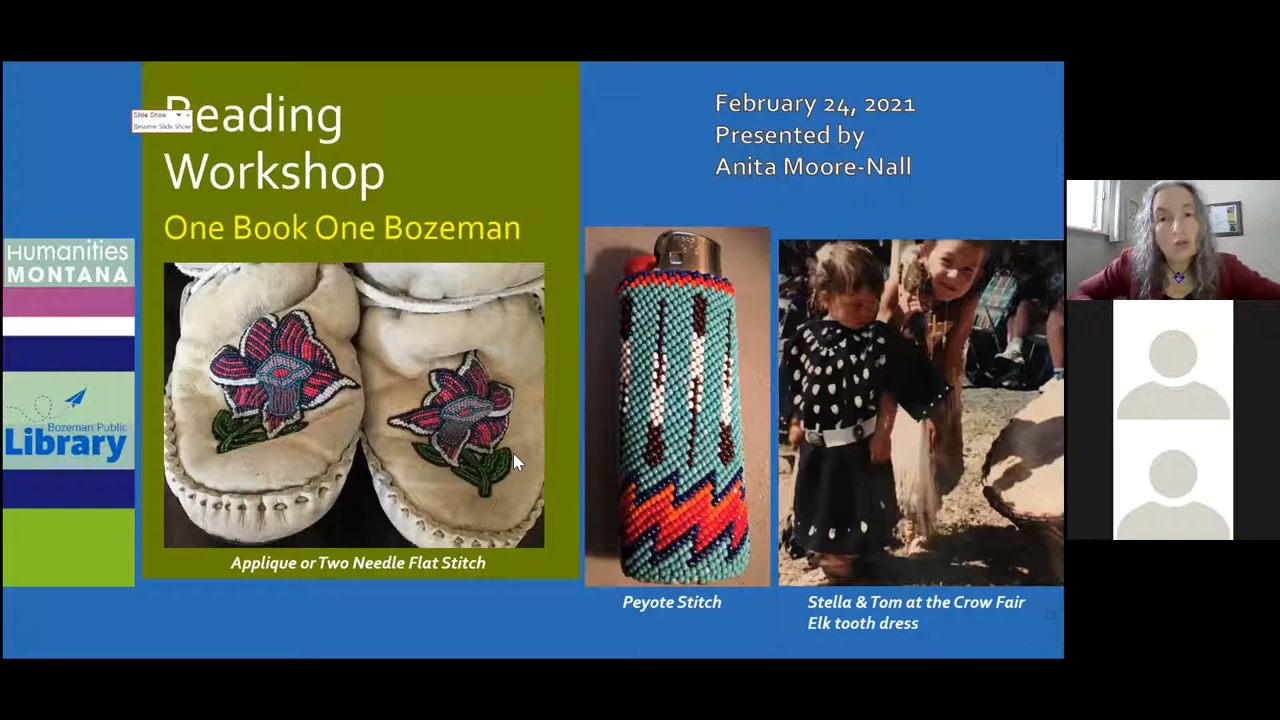 Beading
Workshop
One Book One Bozeman
Slide Show
Resume Slide Show
February 24, 2021
Presented by
Anita Moore-Nall
Humanities
MONTANA
Bozeman Public
Library
Applique or Two Needle Flat Stitch
Peyote Stitch
Stella & Tom at the Crow Fair
Elk tooth dress